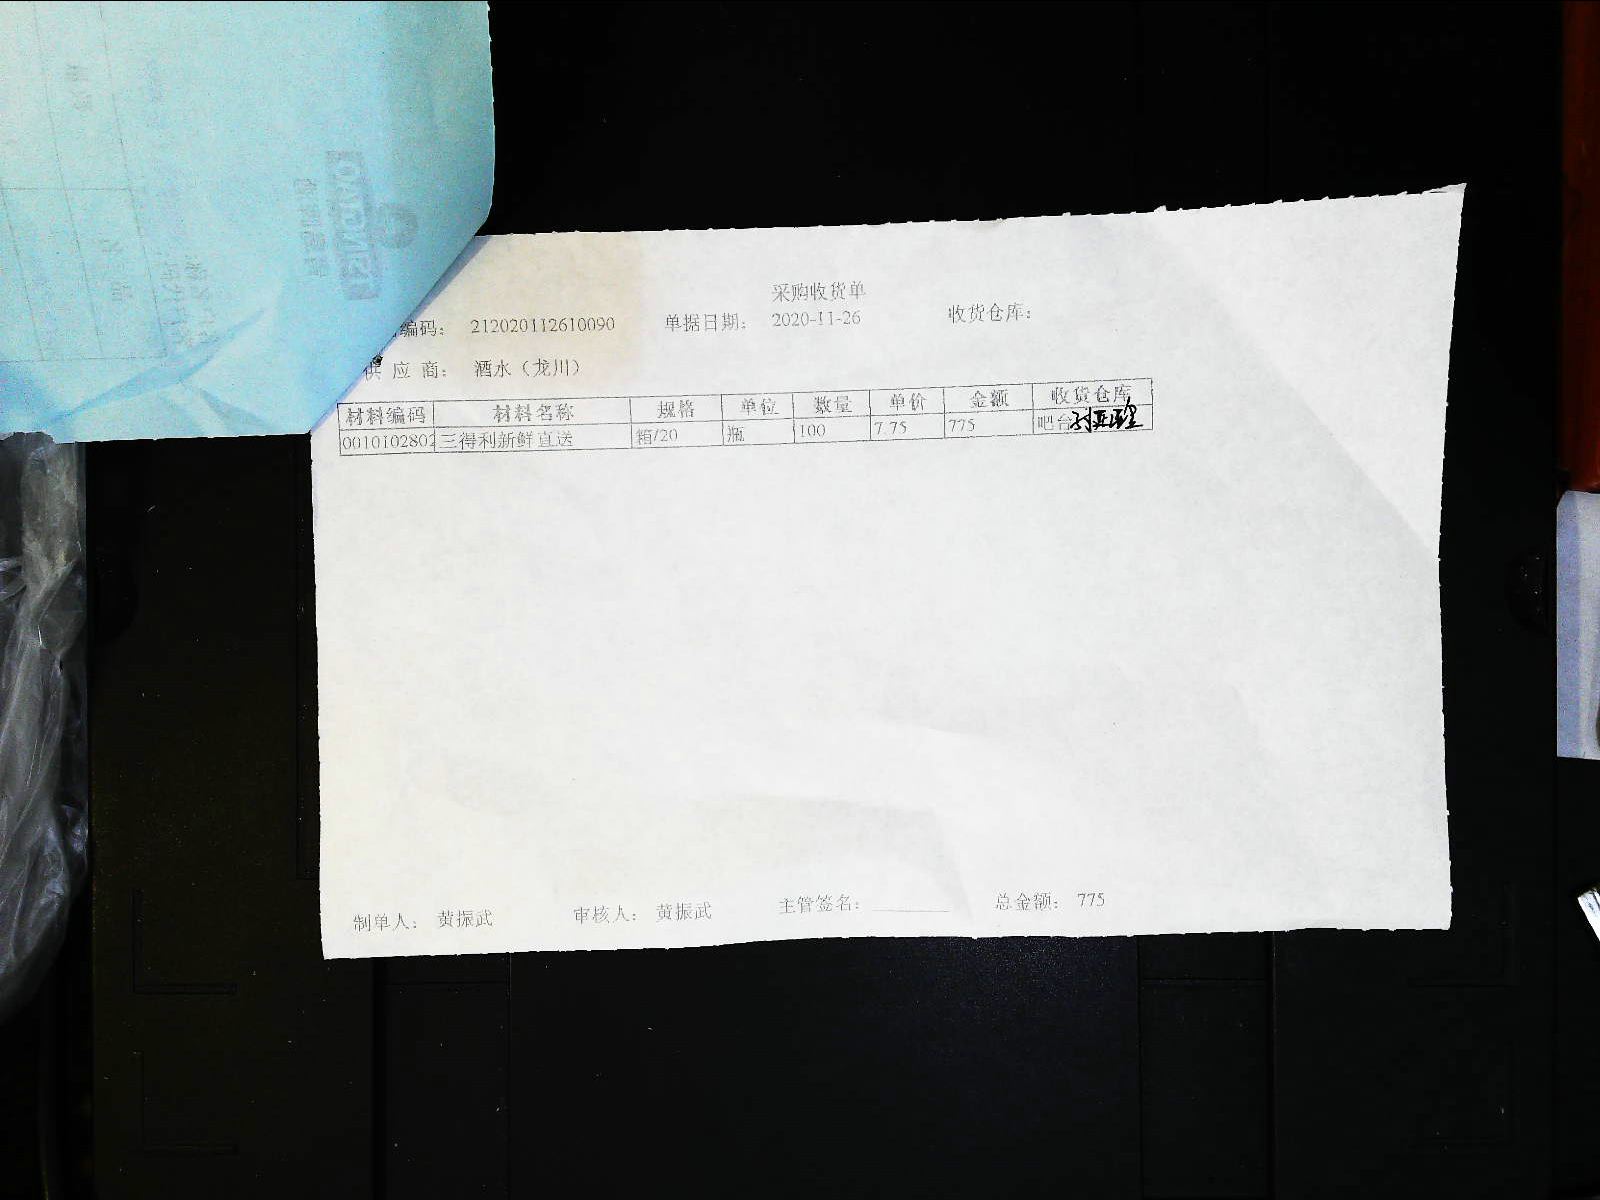 采购收货单
编码： 212020112610090 单据日期： 2020-11-26 收货仓库：
供应商： 酒水（龙川）
材料编码 材料名称 规格 单位 数量 单价 金额 收货仓库
0010102802 三得利新鲜直送 箱/20 瓶 100 7.75 775 吧台
制单人： 黄振武 审核人： 黄振武 主管签名： 总金额： 775